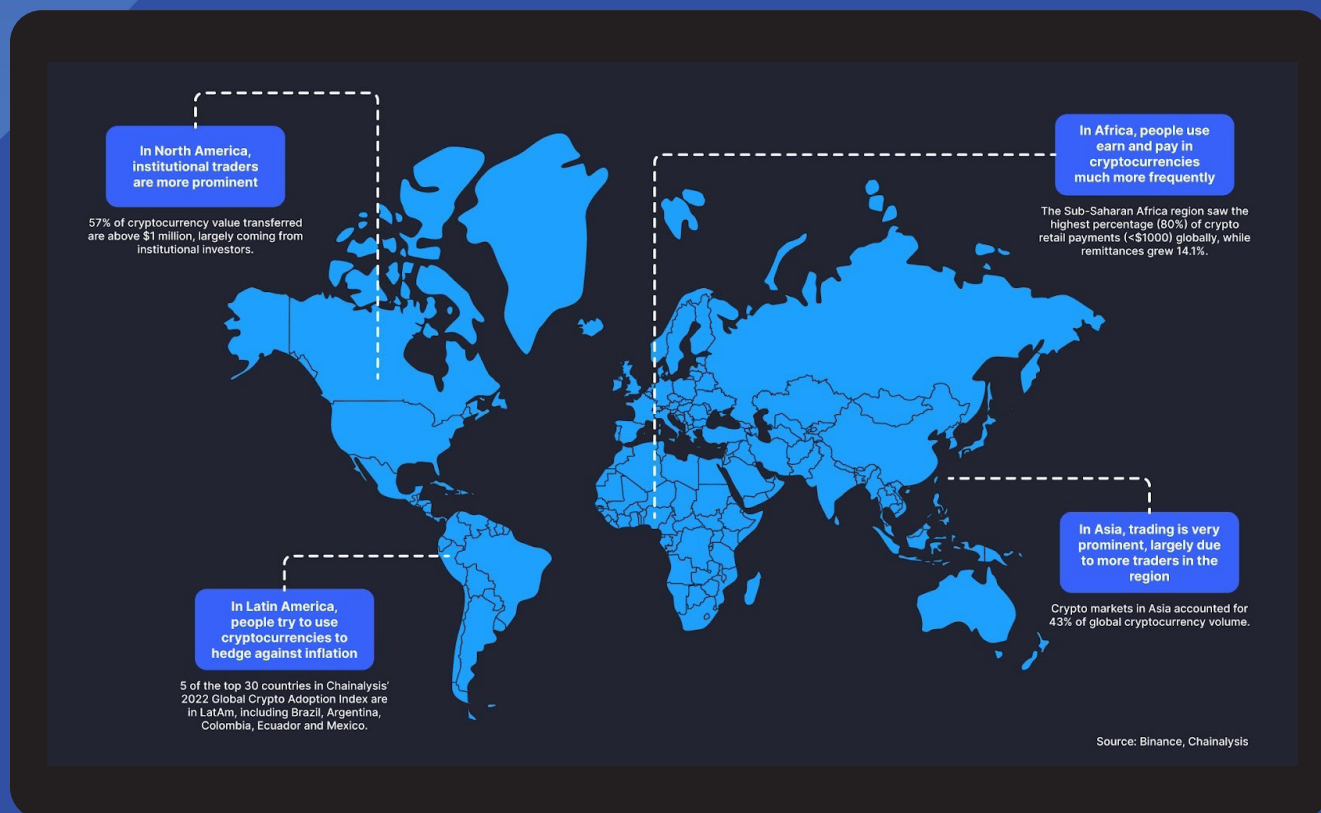 In North America,
institutional traders
are more prominent
57% of cryptocurrency value transferred
are above $1 million, largely coming from
institutional investors.
In Africa, people use
earn and pay in
cryptocurrencies
much more frequently
The Sub-Saharan Africa region saw the
highest percentage (80%) of crypto
retail payments (<$1000) globally, while
remittances grew 14.1%.
In Latin America,
people try to use
cryptocurrencies to
hedge against inflation
5 of the top 30 countries in Chainalysis'
2022 Global Crypto Adoption Index are
in LatAm, including Brazil, Argentina,
Colombia, Ecuador and Mexico.
In Asia, trading is very
prominent, largely due
to more traders in the
region
Crypto markets in Asia accounted for
43% of global cryptocurrency volume.
Source: Binance, Chainalysis